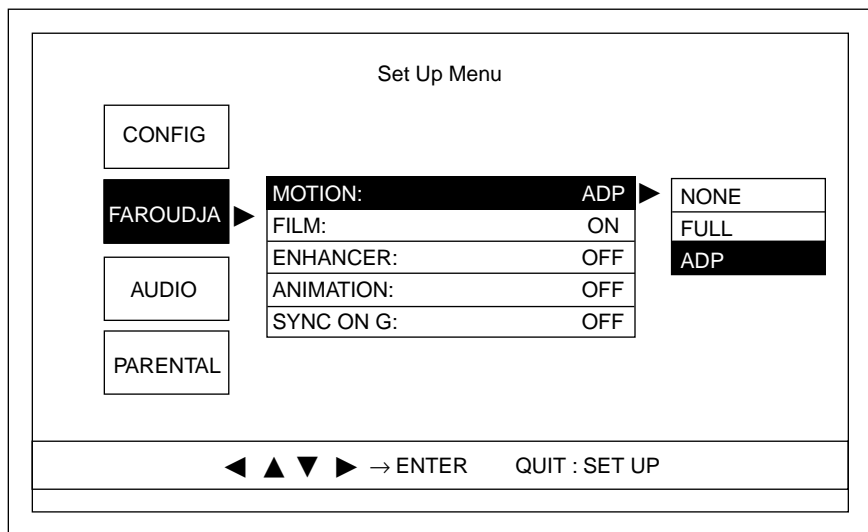 Set Up Menu
CONFIG
FAROUDJA ▶
AUDIO
PARENTAL
MOTION: ADP ▶
FILM: ON
ENHANCER: OFF
ANIMATION: OFF
SYNC ON G: OFF
NONE
FULL
ADP
◀ ▲ ▼ ▶ → ENTER QUIT : SET UP